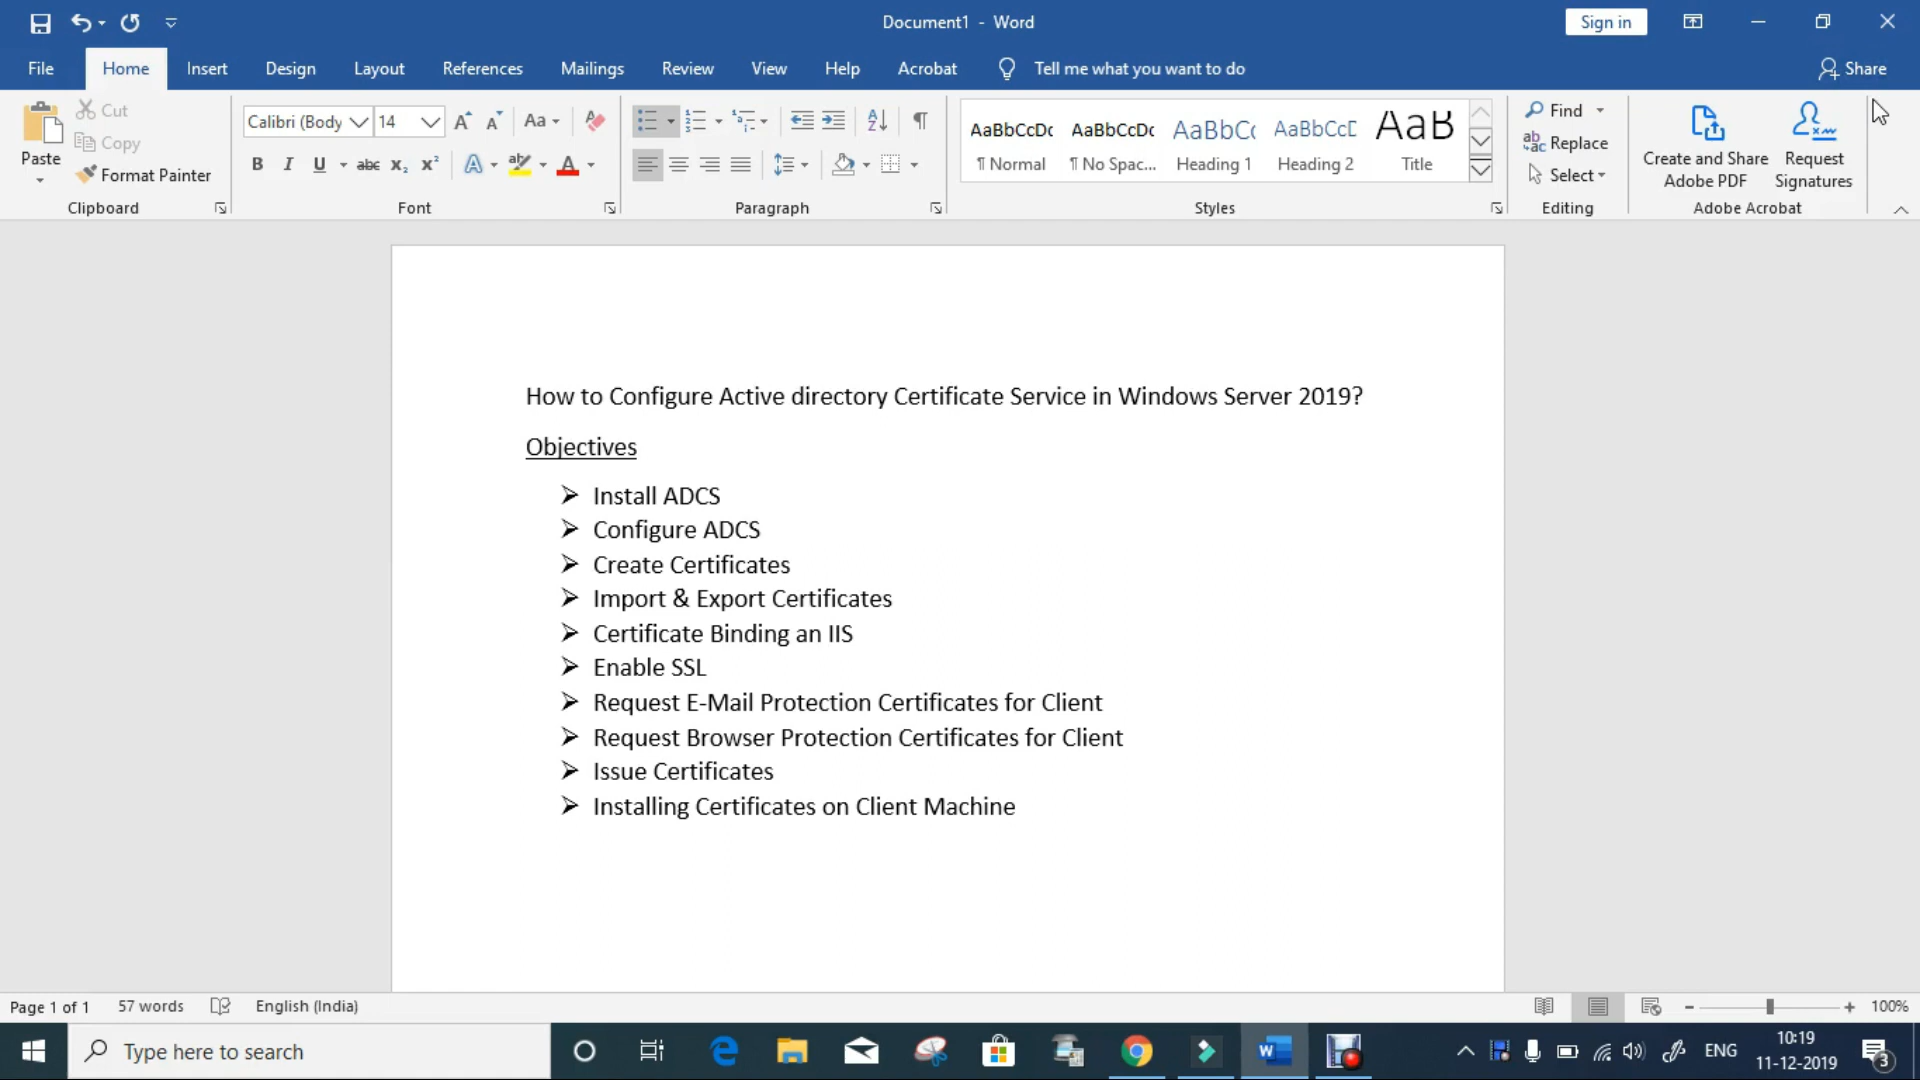 Document1 - Word
Sign in
File Home Insert Design Layout References Mailings Review View Help Acrobat Tell me what you want to do Share
Paste
Cut
Copy
Format Painter
Clipboard
Calibri (Body 14
Font
Paragraph
AaBbCcDc AaBbCcDc AaBbCc AaBbCcD AaB
¶ Normal ¶ No Spac... Heading 1 Heading 2 Title
Styles
Find
Replace
Select
Editing
Create and Share Adobe PDF
Request Signatures
Adobe Acrobat
How to Configure Active directory Certificate Service in Windows Server 2019?
Objectives
➢ Install ADCS
➢ Configure ADCS
➢ Create Certificates
➢ Import & Export Certificates
➢ Certificate Binding an IIS
➢ Enable SSL
➢ Request E-Mail Protection Certificates for Client
➢ Request Browser Protection Certificates for Client
➢ Issue Certificates
➢ Installing Certificates on Client Machine
Page 1 of 1 57 words English (India) 100%
Type here to search
ENG
10:19
11-12-2019
3